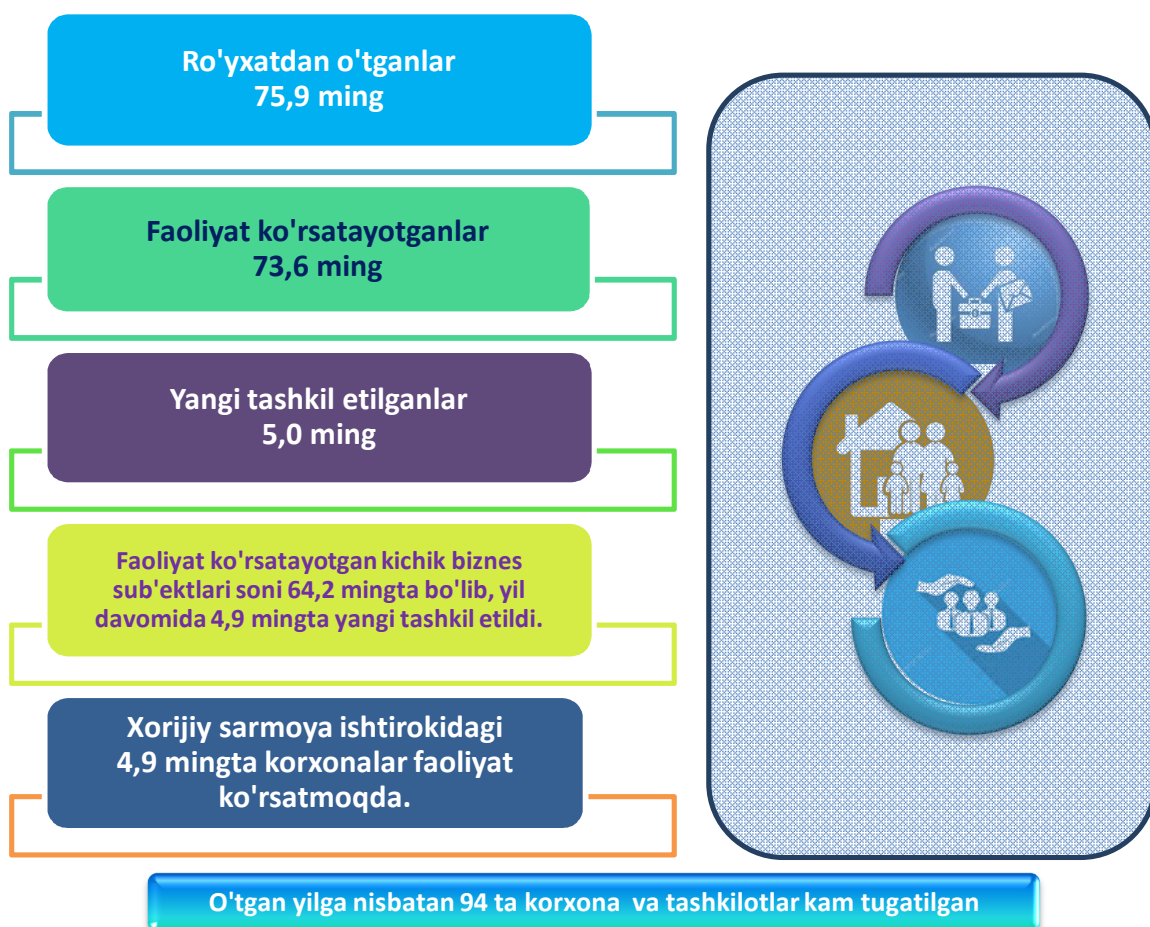 Ro'yxatdan o'tganlar
75,9 ming
Faoliyat ko'rsatayotganlar
73,6 ming
Yangi tashkil etilganlar
5,0 ming
Faoliyat ko'rsatayotgan kichik biznes
sub'ektlari soni 64,2 mingta bo'lib, yil
davomida 4,9 mingta yangi tashkil etildi.
Xorijiy sarmoya ishtirokidagi
4,9 mingta korxonalar faoliyat
ko'rsatmoqda.
O'tgan yilga nisbatan 94 ta korxona va tashkilotlar kam tugatilgan